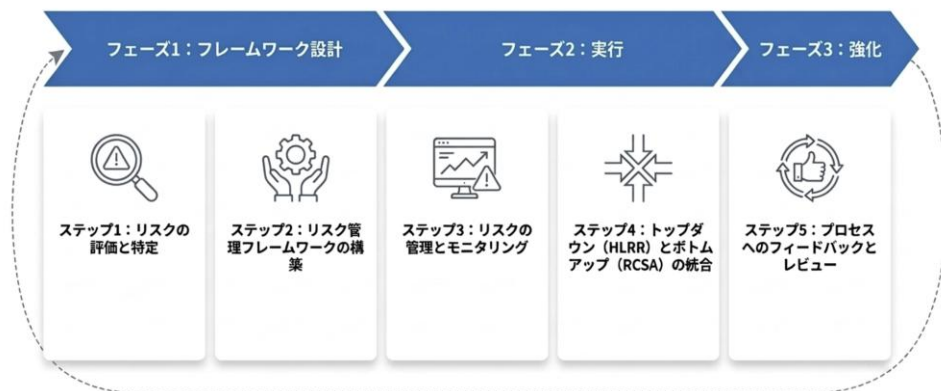 フェーズ1：フレームワーク設計
フェーズ2：実行
フェーズ3：強化
ステップ1：リスクの
評価と特定
ステップ2：リスク管
理フレームワークの構
築
ステップ3：リスクの
管理とモニタリング
ステップ4：トップダ
ウン（HLRR）とボトム
アップ（RCSA）の統合
ステップ5：プロセス
へのフィードバックと
レビュー